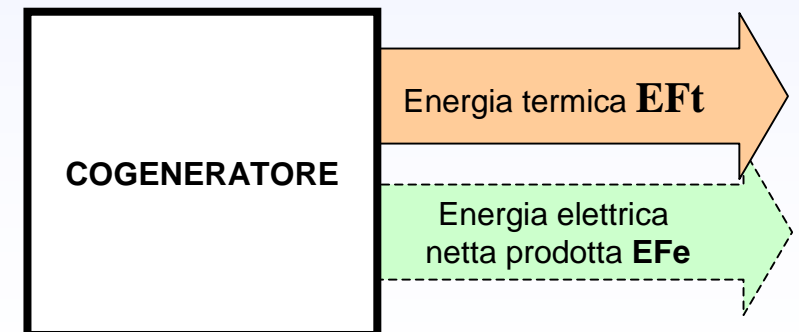 COGENERATORE
Energia termica EFt
Energia elettrica
netta prodotta EFe